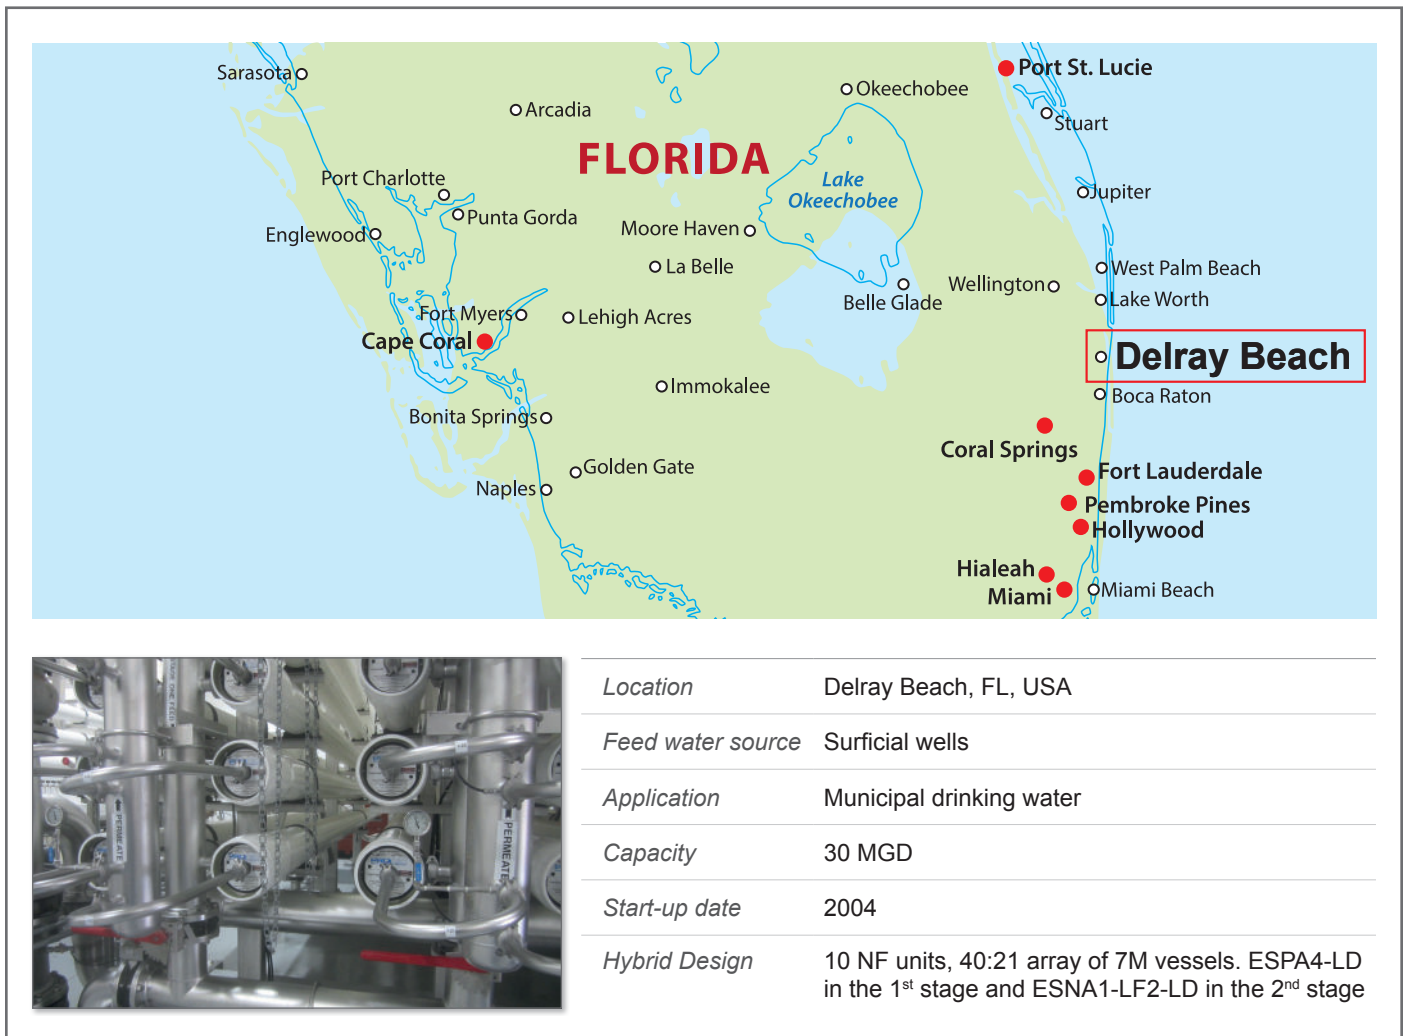 Sarasota
Port St. Lucie
Okeechobee
Arcadia
Stuart
FLORIDA
Lake
Okeechobee
Port Charlotte
Jupiter
Punta Gorda
Englewood
Moore Haven
La Belle
West Palm Beach
Wellington
Belle Glade
Lake Worth
Fort Myers
Lehigh Acres
Cape Coral
Delray Beach
Immokalee
Boca Raton
Bonita Springs
Coral Springs
Golden Gate
Fort Lauderdale
Naples
Pembroke Pines
Hollywood
Hialeah
Miami
Miami Beach
PERMEATE
PERMEATE
Location Delray Beach, FL, USA
Feed water source Surficial wells
Application Municipal drinking water
Capacity 30 MGD
Start-up date 2004
Hybrid Design 10 NF units, 40:21 array of 7M vessels. ESPA4-LD
in the 1st stage and ESNA1-LF2-LD in the 2nd stage